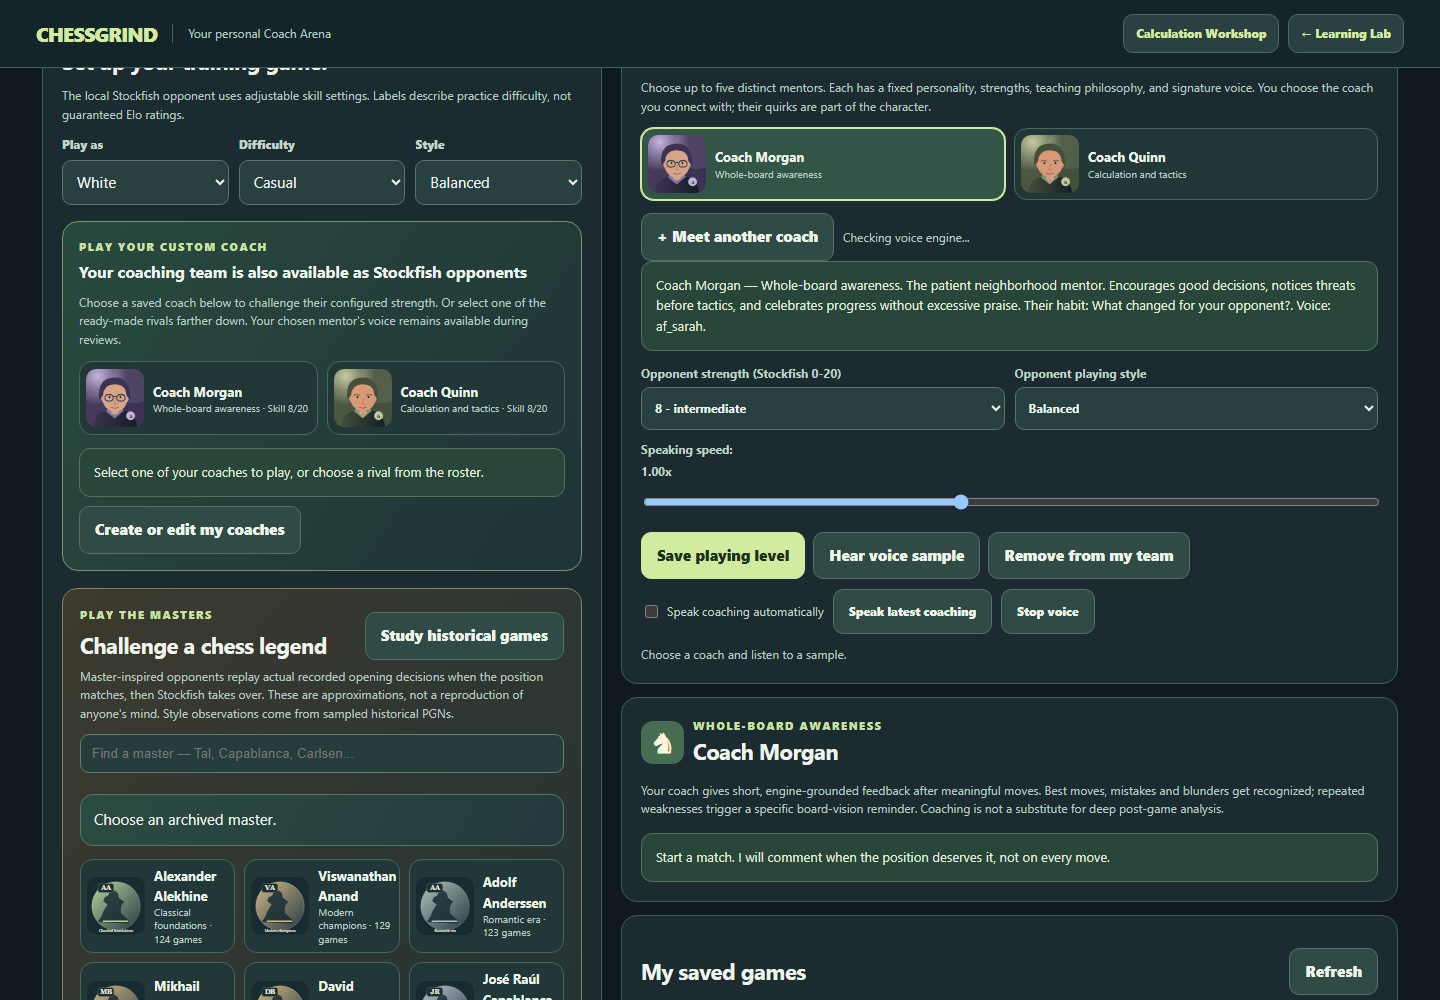 CHESSGRIND
Your personal Coach Arena
Calculation Workshop
← Learning Lab
Set up your training game.
The local Stockfish opponent uses adjustable skill settings. Labels describe practice difficulty, not
guaranteed Elo ratings.
Play as
Difficulty
Style
White
Casual
Balanced
PLAY YOUR CUSTOM COACH
Your coaching team is also available as Stockfish opponents
Choose a saved coach below to challenge their configured strength. Or select one of the
ready-made rivals farther down. Your chosen mentor's voice remains available during
reviews.
Coach Morgan
Whole-board awareness · Skill 8/20
Coach Quinn
Calculation and tactics · Skill 8/20
Select one of your coaches to play, or choose a rival from the roster.
Create or edit my coaches
PLAY THE MASTERS
Challenge a chess legend
Study historical games
Master-inspired opponents replay actual recorded opening decisions when the position
matches, then Stockfish takes over. These are approximations, not a reproduction of
anyone's mind. Style observations come from sampled historical PGNs.
Find a master — Tal, Capablanca, Carlsen...
Choose an archived master.
AA
Alexander
Alekhine
Classical
foundations ·
124 games
VA
Viswanathan
Anand
Modern
champions · 129
games
AA
Adolf
Anderssen
Romantic era ·
123 games
MB
Mikhail
DB
David
JR
José Raúl
Capablanca
Choose up to five distinct mentors. Each has a fixed personality, strengths, teaching philosophy, and signature voice. You choose the coach
you connect with; their quirks are part of the character.
Coach Morgan
Whole-board awareness
Coach Quinn
Calculation and tactics
+ Meet another coach
Checking voice engine...
Coach Morgan — Whole-board awareness. The patient neighborhood mentor. Encourages good decisions, notices threats
before tactics, and celebrates progress without excessive praise. Their habit: What changed for your opponent?. Voice:
af_sarah.
Opponent strength (Stockfish 0-20)
Opponent playing style
8 - intermediate
Balanced
Speaking speed:
1.00x
Save playing level
Hear voice sample
Remove from my team
Speak coaching automatically
Speak latest coaching
Stop voice
Choose a coach and listen to a sample.
WHOLE-BOARD AWARENESS
Coach Morgan
Your coach gives short, engine-grounded feedback after meaningful moves. Best moves, mistakes and blunders get recognized; repeated
weaknesses trigger a specific board-vision reminder. Coaching is not a substitute for deep post-game analysis.
Start a match. I will comment when the position deserves it, not on every move.
My saved games
Refresh